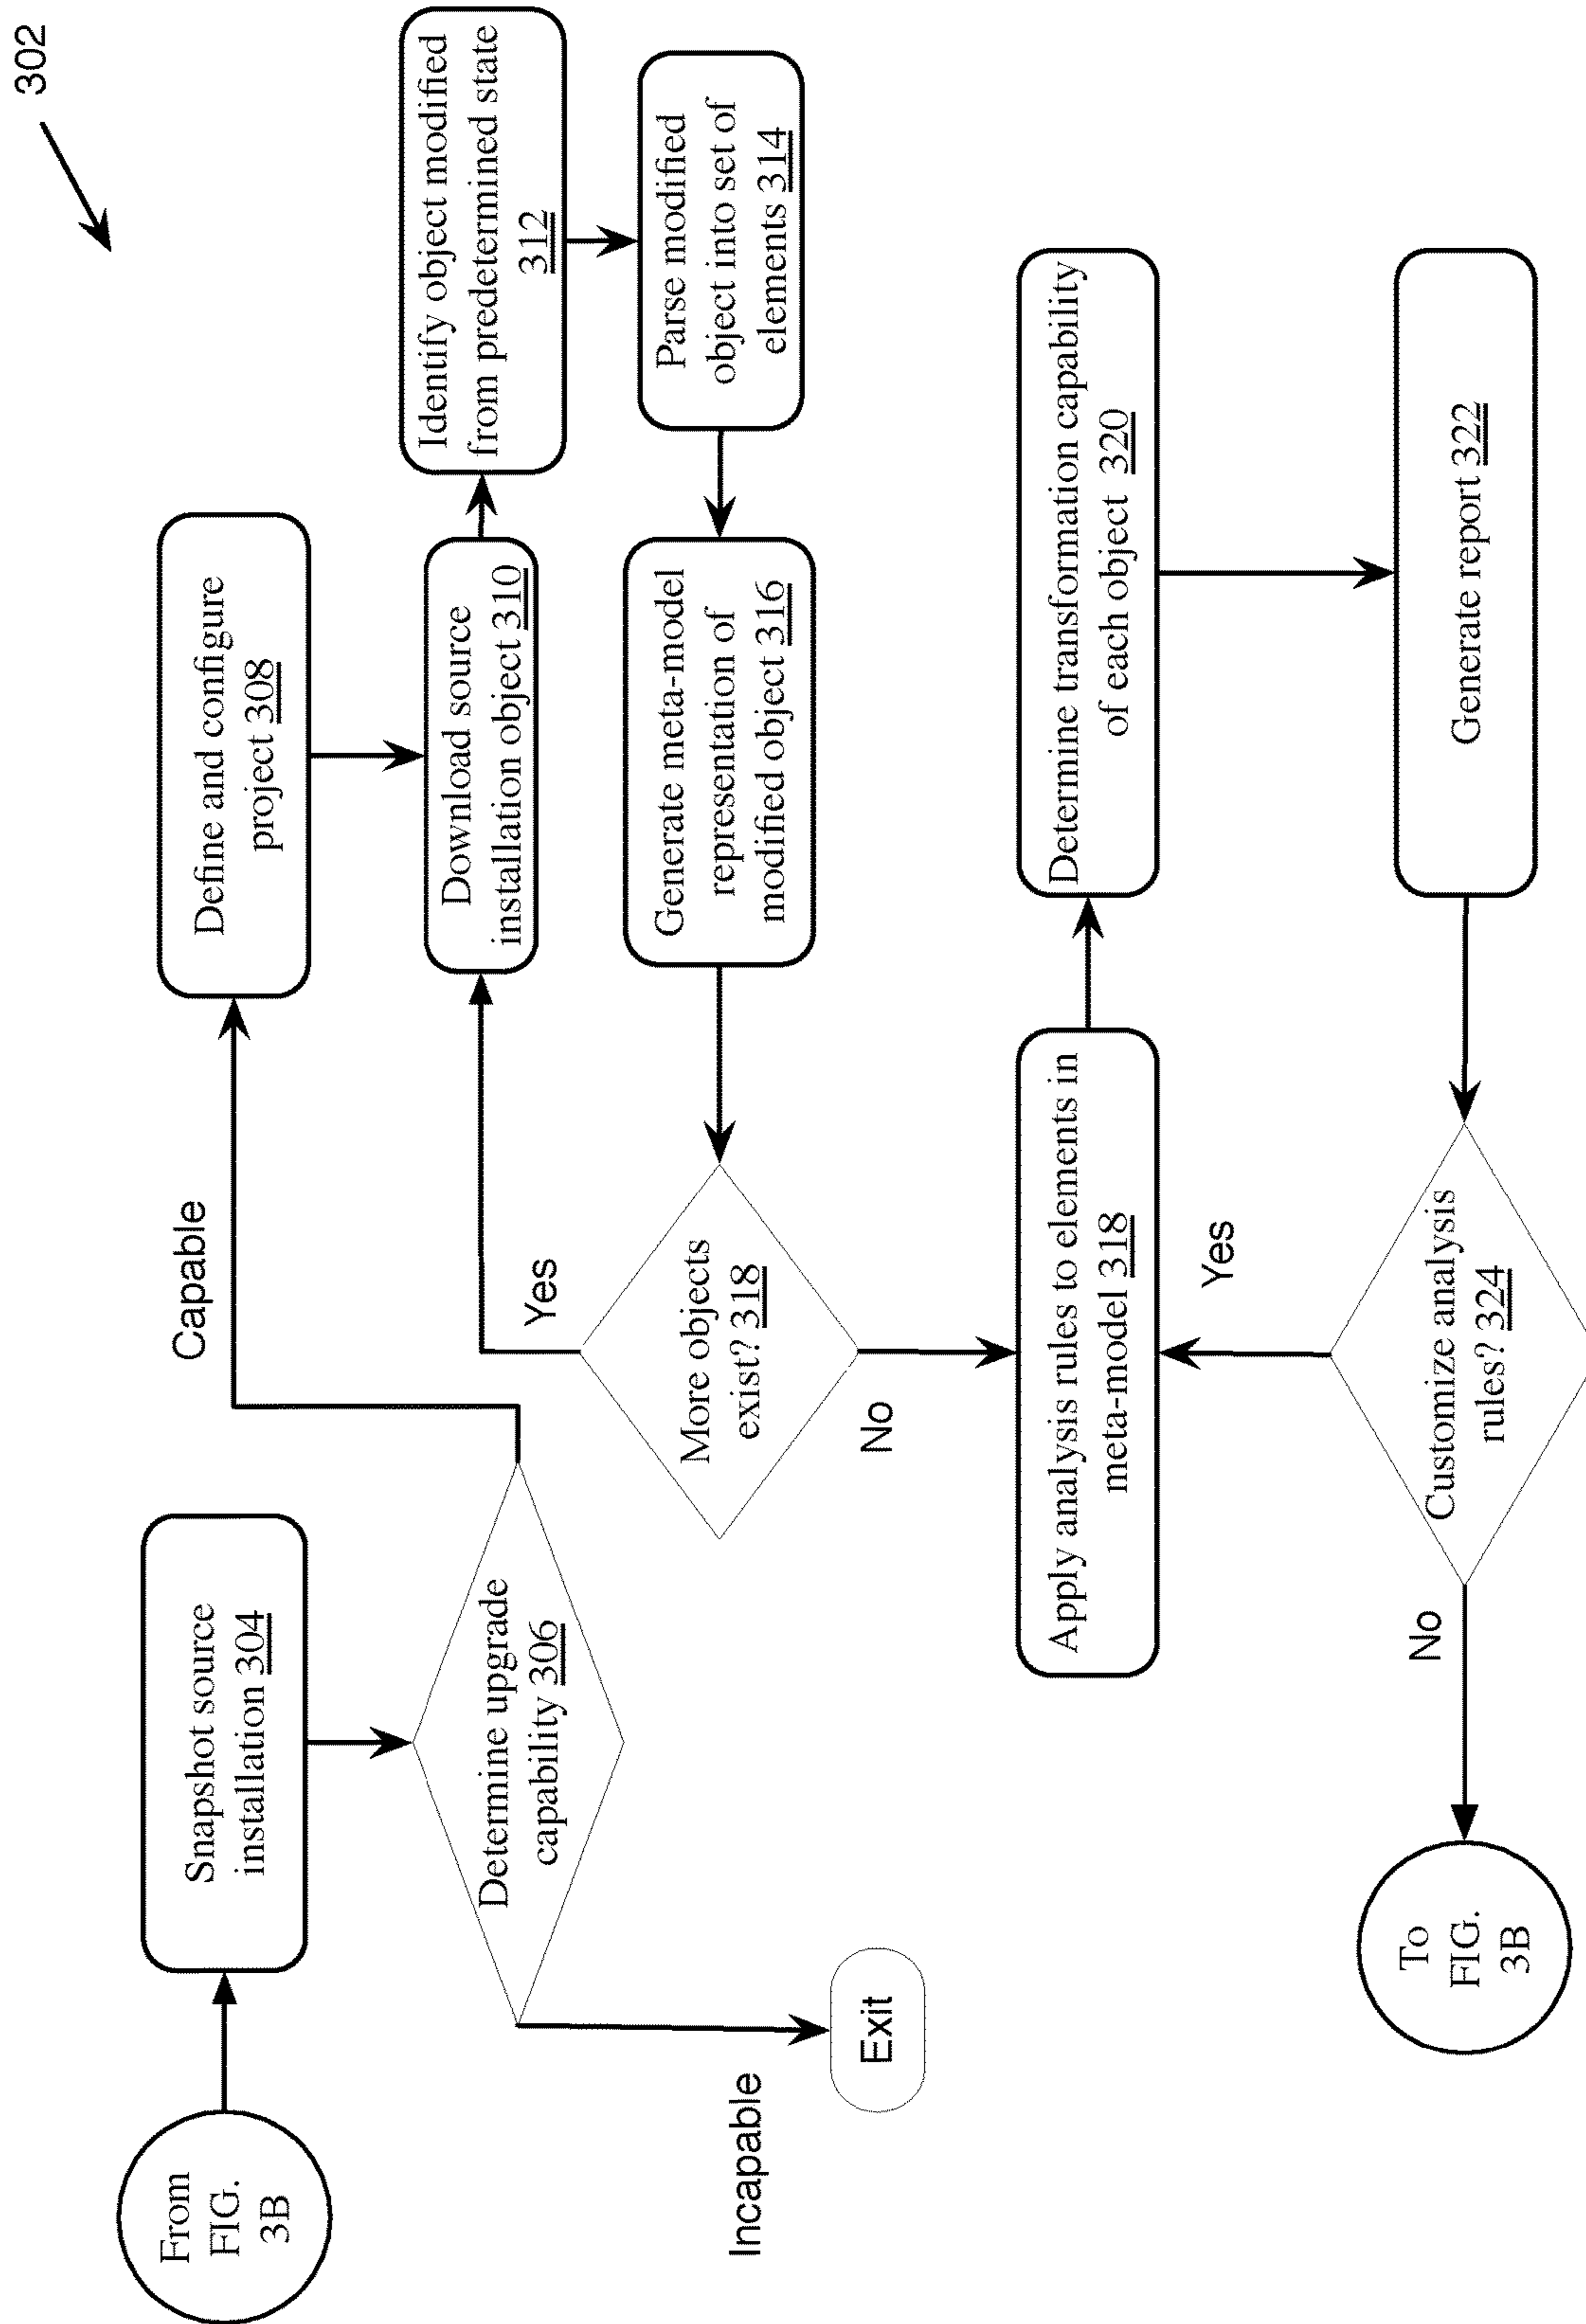 302
From
FIG.
3B
Snapshot source
installation 304
Determine upgrade
capability 306
Incapable
Exit
Capable
Define and configure
project 308
Download source
installation object 310
Identify object modified
from predetermined state
312
Parse modified
object into set of
elements 314
Generate meta-model
representation of
modified object 316
More objects
exist? 318
Yes
No
Apply analysis rules to elements in
meta-model 318
Determine transformation capability
of each object 320
Generate report 322
Customize analysis
rules? 324
Yes
No
To
FIG.
3B